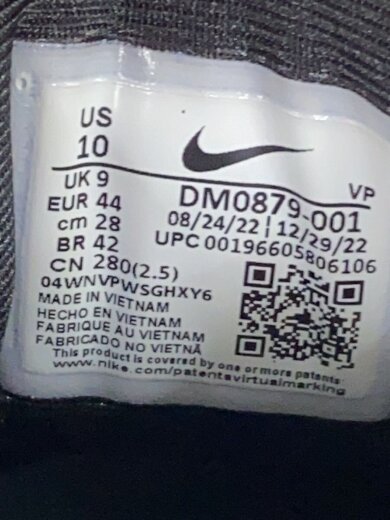 US
10
UK 9
EUR 44
cm 28
BR 42
CN 280(2.5)
VP
DM0879-001
08/24/22 | 12/29/22
UPC 00196605806106
04WNVPWSGHXY6
MADE IN VIETNAM
HECHO EN VIETNAM
FABRIQUE AU VIETNAM
FABRICADO NO VIETNÃ
This product is covered by one or more patents
www.nike.com/patentsvirtualmarking